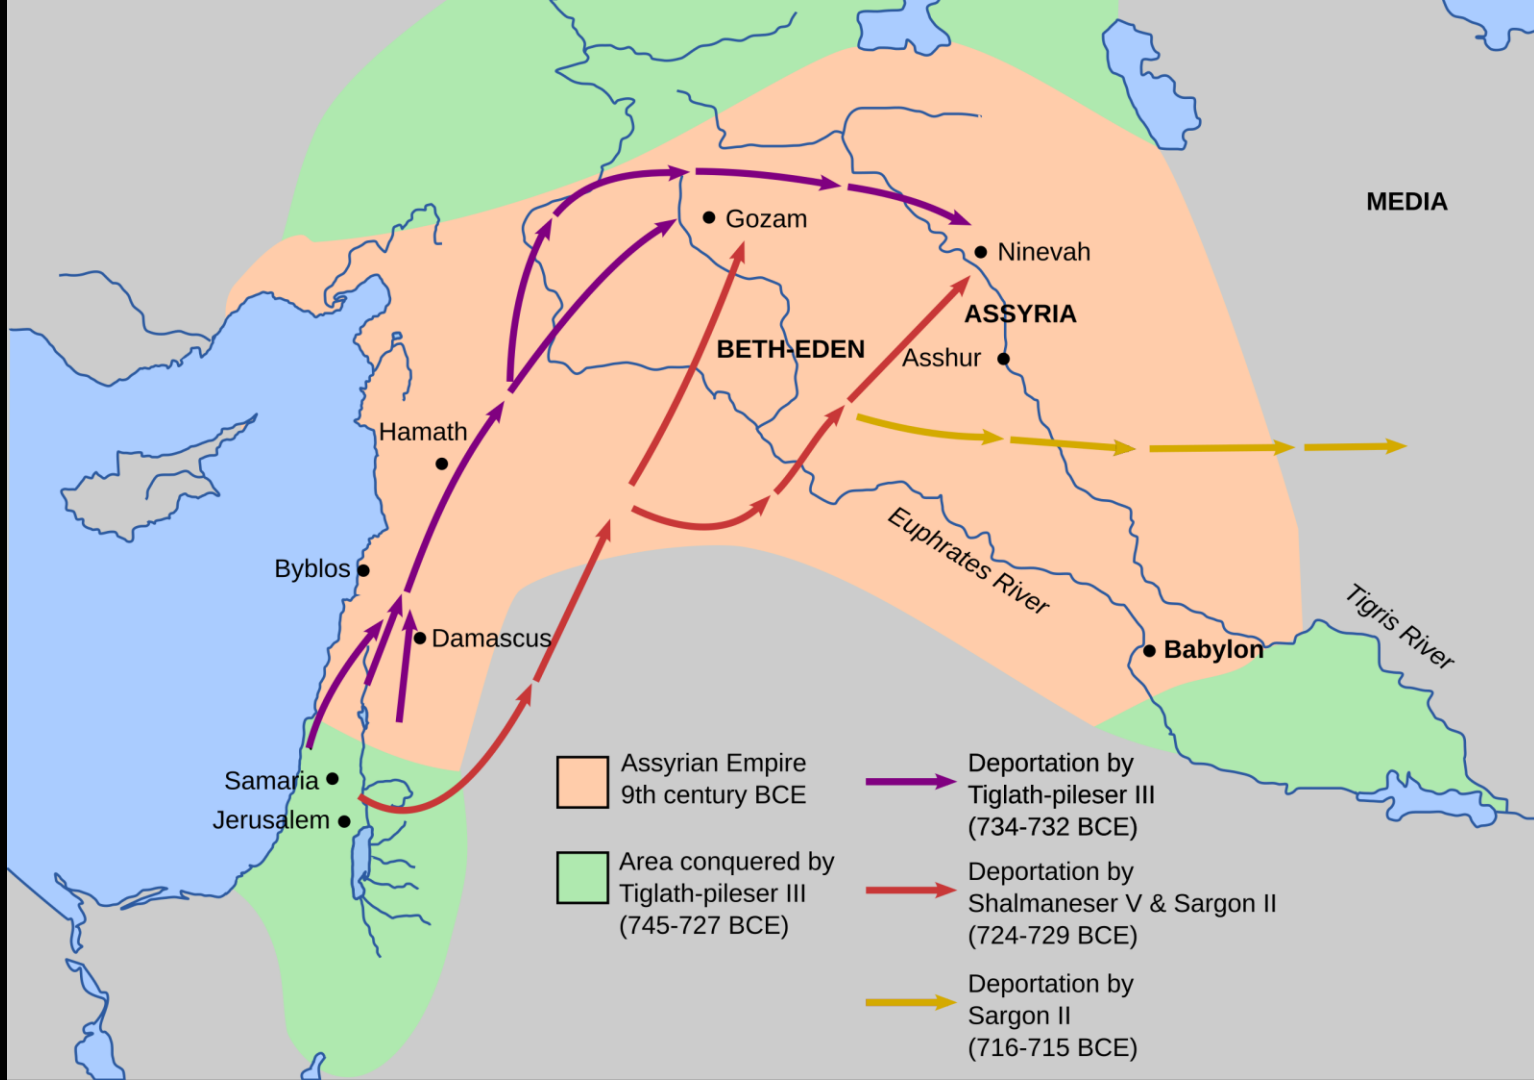 MEDIA
Gozam
Ninevah
ASSYRIA
BETH-EDEN
Asshur
Hamath
Euphrates River
Byblos
Tigris River
Damascus
Babylon
Samaria
Jerusalem
Assyrian Empire
9th century BCE
Area conquered by
Tiglath-pileser III
(745-727 BCE)
Deportation by
Tiglath-pileser III
(734-732 BCE)
Deportation by
Shalmaneser V & Sargon II
(724-729 BCE)
Deportation by
Sargon II
(716-715 BCE)